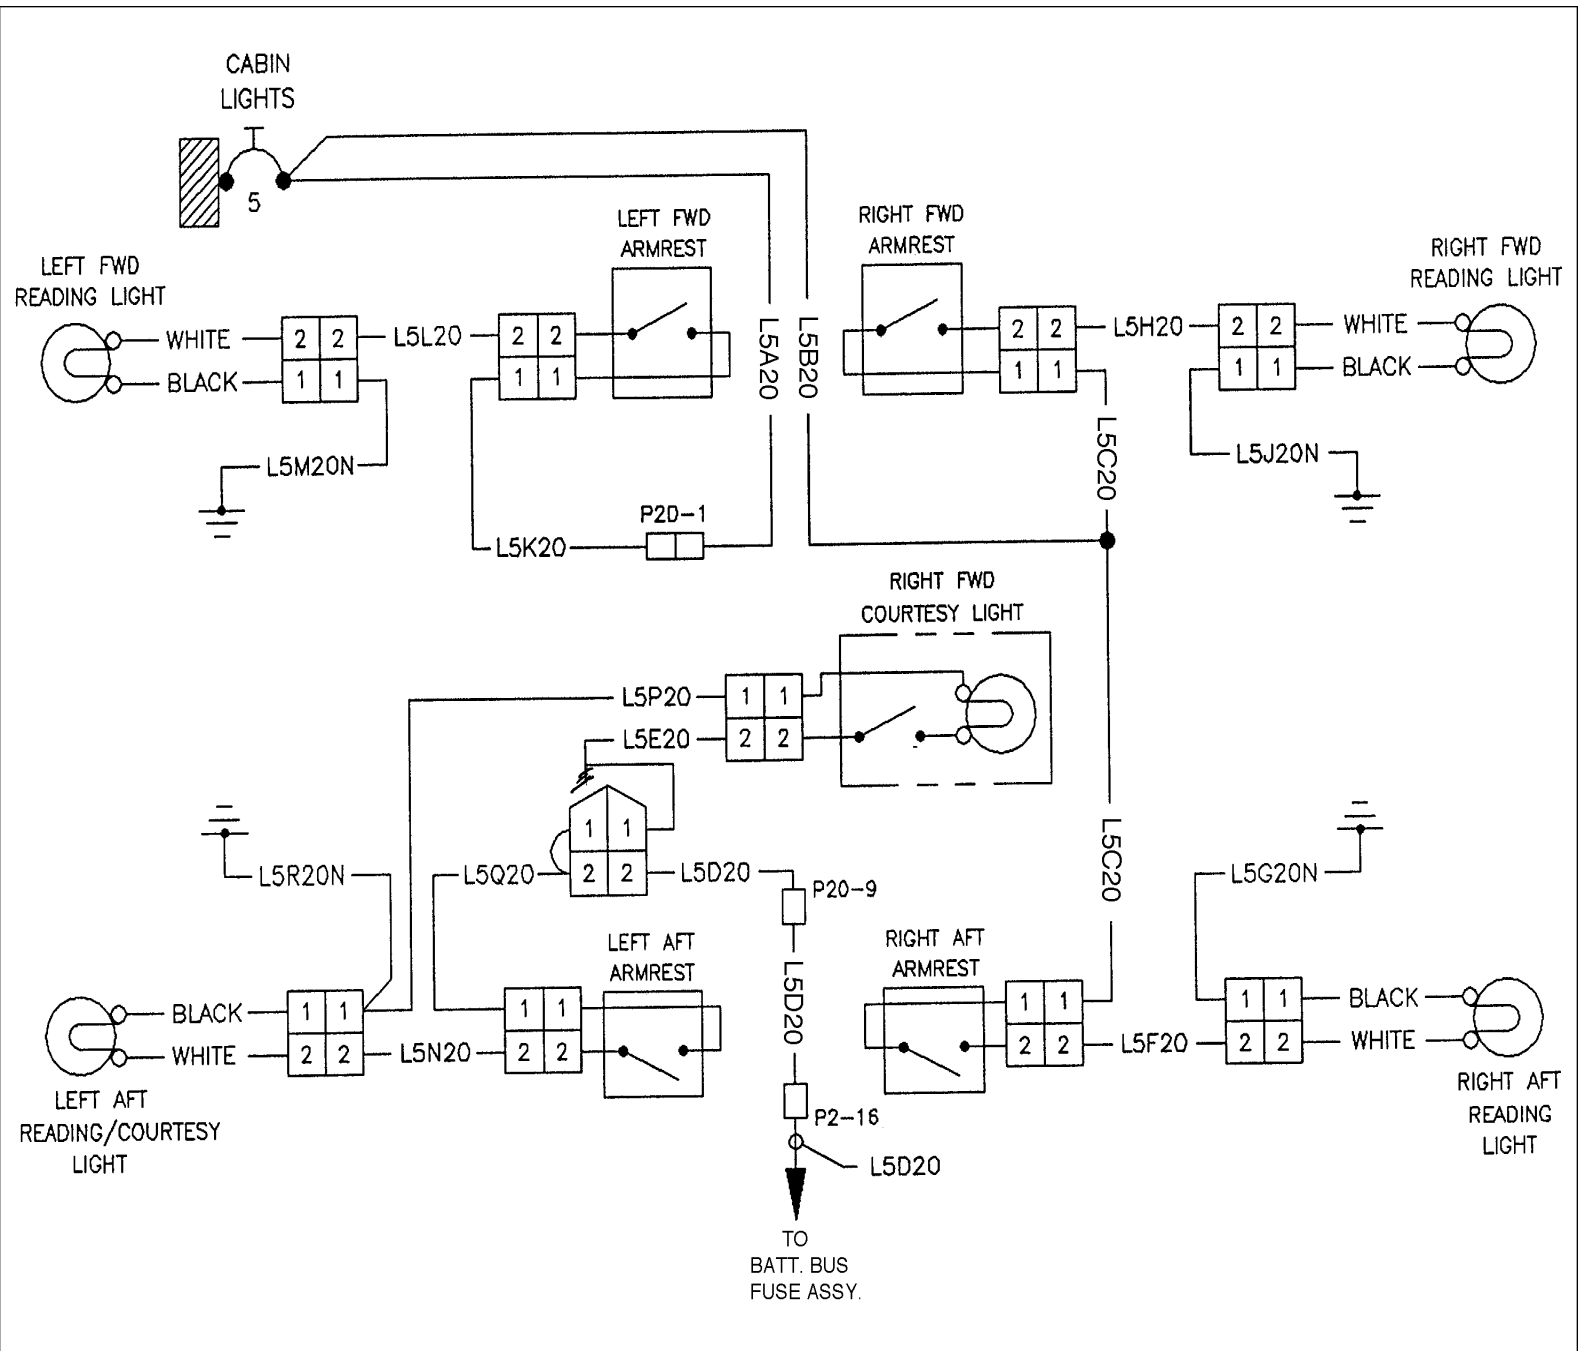 CABIN
LIGHTS
5
LEFT FWD
ARMREST
RIGHT FWD
ARMREST
LEFT FWD
READING LIGHT
RIGHT FWD
READING LIGHT
WHITE
2 2
L5L20
2 2
L5A20
L5B20
2 2
L5H20
2 2
WHITE
BLACK
1 1
1 1
1 1
1 1
BLACK
L5M20N
L5C20
L5J20N
P2D-1
L5K20
RIGHT FWD
COURTESY LIGHT
L5P20
1 1
L5E20
2 2
1 1
L5R20N
L5Q20
2 2
L5D20
P20-9
L5C20
L5G20N
LEFT AFT
ARMREST
RIGHT AFT
ARMREST
L5D20
BLACK
1 1
1 1
1 1
1 1
BLACK
WHITE
2 2
L5N20
2 2
2 2
L5F20
2 2
WHITE
LEFT AFT
READING/COURTESY
LIGHT
RIGHT AFT
READING
LIGHT
P2-16
L5D20
TO
BATT. BUS
FUSE ASSY.